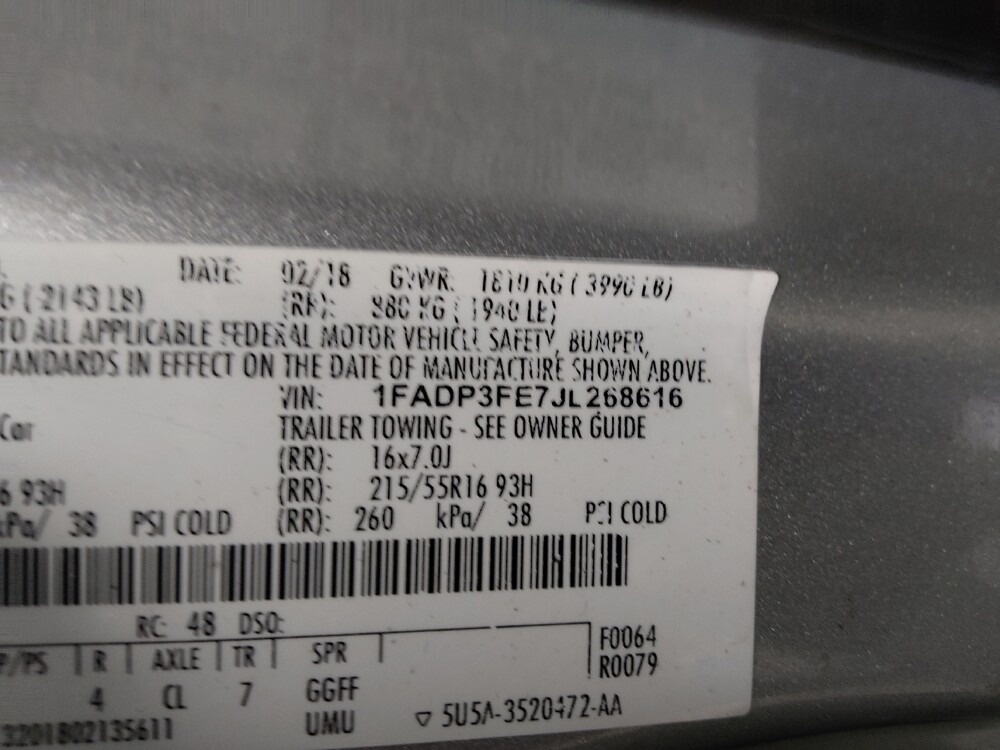 DATE: 02/18 GVWR: 1810 KG ( 3990 LB)
G ( 2143 LB) (RR): 880 KG ( 1940 LB)
TO ALL APPLICABLE FEDERAL MOTOR VEHICLE SAFETY, BUMPER,
TANDARDS IN EFFECT ON THE DATE OF MANUFACTURE SHOWN ABOVE.
VIN: 1FADP3FE7JL268616
Car TRAILER TOWING - SEE OWNER GUIDE
(RR): 16x7.0J
6 93H (RR): 215/55R16 93H
kPa/ 38 PSI COLD (RR): 260 kPa/ 38 PSI COLD
RC: 48 DSO:
P/PS R AXLE TR SPR F0064
R0079
4 CL 7 GGFF
3201802135611 UMU ▽ 5U5A-3520472-AA